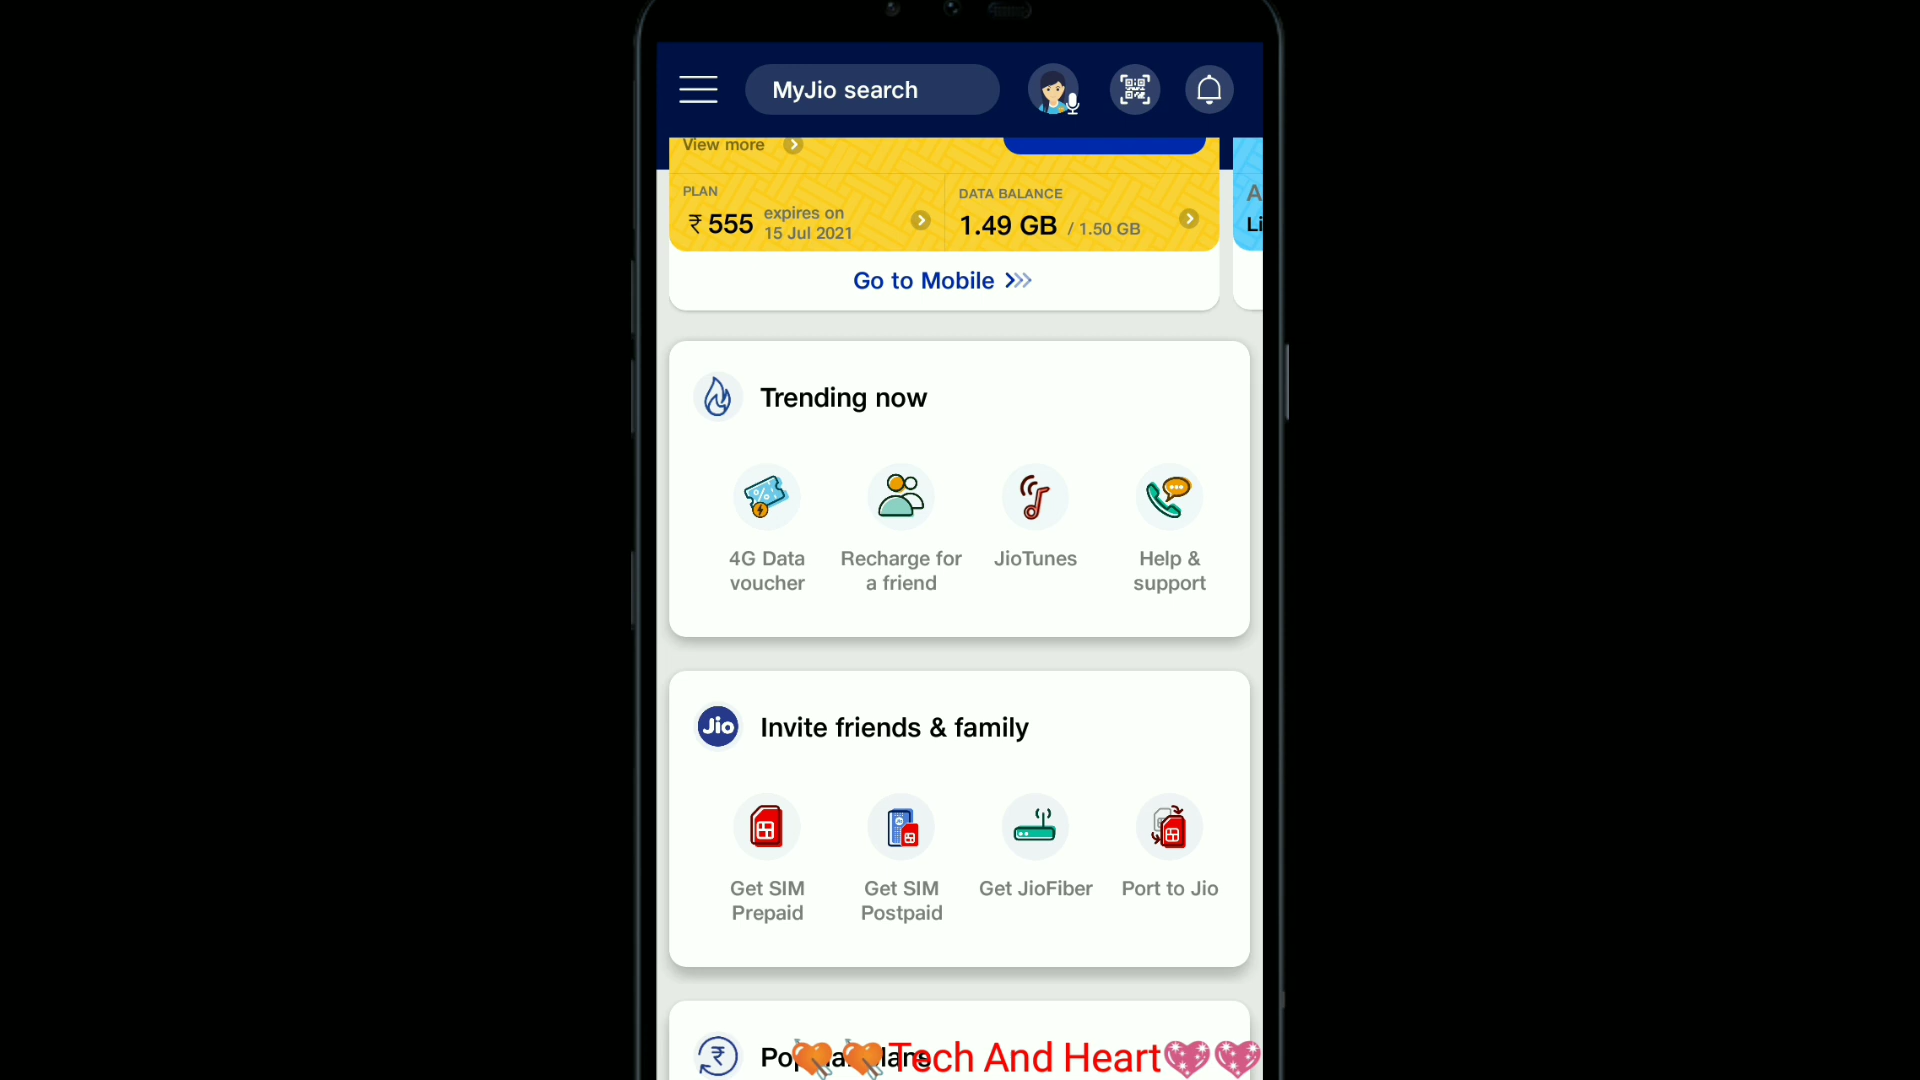 MyJio search
View more
PLAN
DATA BALANCE
₹ 555 expires on 15 Jul 2021
1.49 GB / 1.50 GB
A
Li
Go to Mobile
Trending now
4G Data voucher
Recharge for a friend
JioTunes
Help & support
Jio
Invite friends & family
Get SIM Prepaid
Get SIM Postpaid
Get JioFiber
Port to Jio
💘💘Tech And Heart💖💖